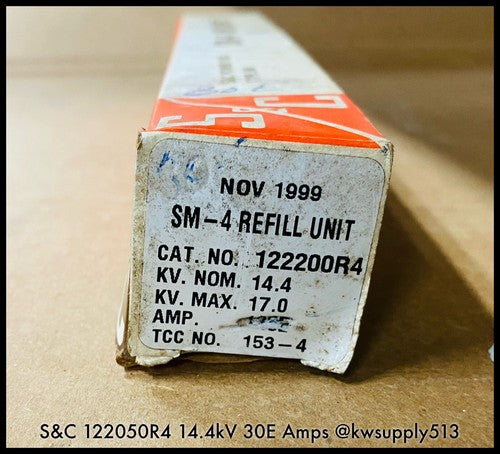 S&C
NOV 1999
SM-4 REFILL UNIT
CAT. NO. 122200R4
KV. NOM. 14.4
KV. MAX. 17.0
AMP.
TCC NO. 153-4
S&C 122050R4 14.4kV 30E Amps @kwsupply513